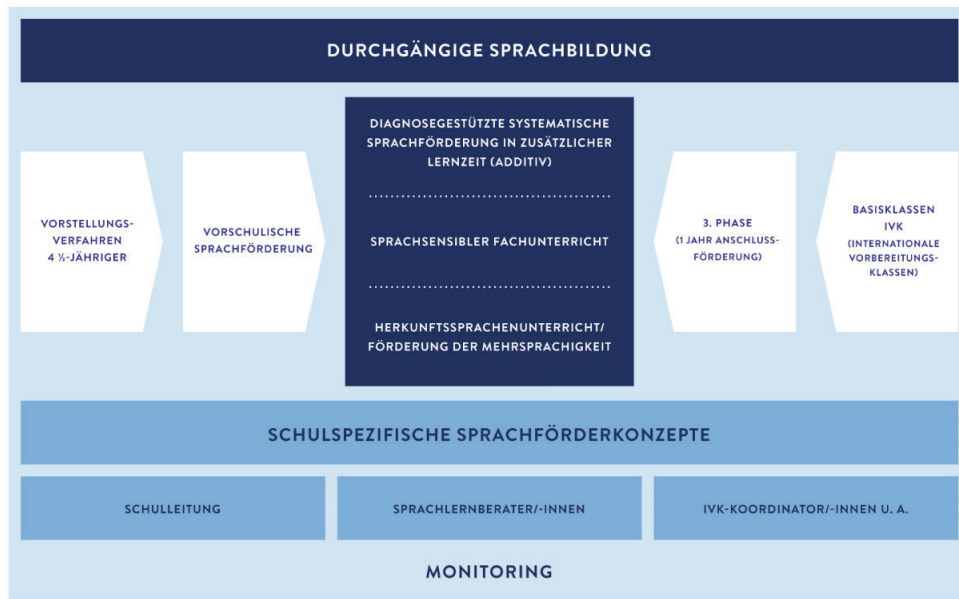 DURCHGÄNGIGE SPRACHBILDUNG
VORSTELLUNGS-
VERFAHREN
4 ½-JÄHRIGER
VORSCHULISCHE
SPRACHFÖRDERUNG
DIAGNOSEGESTÜTZTE SYSTEMATISCHE
SPRACHFÖRDERUNG IN ZUSÄTZLICHER
LERNZEIT (ADDITIV)
SPRACHSENSIBLER FACHUNTERRICHT
HERKUNFTSSPRACHENUNTERRICHT/
FÖRDERUNG DER MEHRSPRACHIGKEIT
3. PHASE
(1 JAHR ANSCHLUSS-
FÖRDERUNG)
BASISKLASSEN
IVK
(INTERNATIONALE
VORBEREITUNGS-
KLASSEN)
SCHULSPEZIFISCHE SPRACHFÖRDERKONZEPTE
SCHULLEITUNG
SPRACHLERNBERATER/-INNEN
IVK-KOORDINATOR/-INNEN U. A.
MONITORING